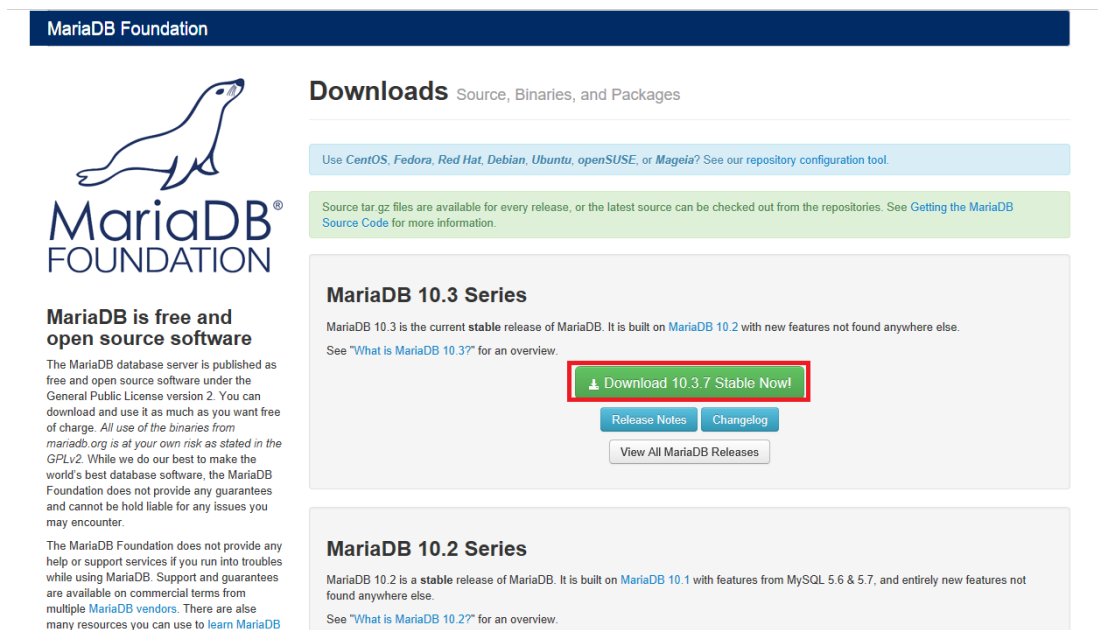 MariaDB Foundation
MariaDB®
FOUNDATION
MariaDB is free and
open source software
The MariaDB database server is published as
free and open source software under the
General Public License version 2. You can
download and use it as much as you want free
of charge. All use of the binaries from
mariadb.org is at your own risk as stated in the
GPLv2. While we do our best to make the
world's best database software, the MariaDB
Foundation does not provide any guarantees
and cannot be hold liable for any issues you
may encounter.
The MariaDB Foundation does not provide any
help or support services if you run into troubles
while using MariaDB. Support and guarantees
are available on commercial terms from
multiple MariaDB vendors. There are alse
many resources you can use to learn MariaDB
Downloads Source, Binaries, and Packages
Use CentOS, Fedora, Red Hat, Debian, Ubuntu, openSUSE, or Mageia? See our repository configuration tool.
Source tar.gz files are available for every release, or the latest source can be checked out from the repositories. See Getting the MariaDB
Source Code for more information.
MariaDB 10.3 Series
MariaDB 10.3 is the current stable release of MariaDB. It is built on MariaDB 10.2 with new features not found anywhere else.
See "What is MariaDB 10.3?" for an overview.
Download 10.3.7 Stable Now!
Release Notes Changelog
View All MariaDB Releases
MariaDB 10.2 Series
MariaDB 10.2 is a stable release of MariaDB. It is built on MariaDB 10.1 with features from MySQL 5.6 & 5.7, and entirely new features not
found anywhere else.
See "What is MariaDB 10.2?" for an overview.